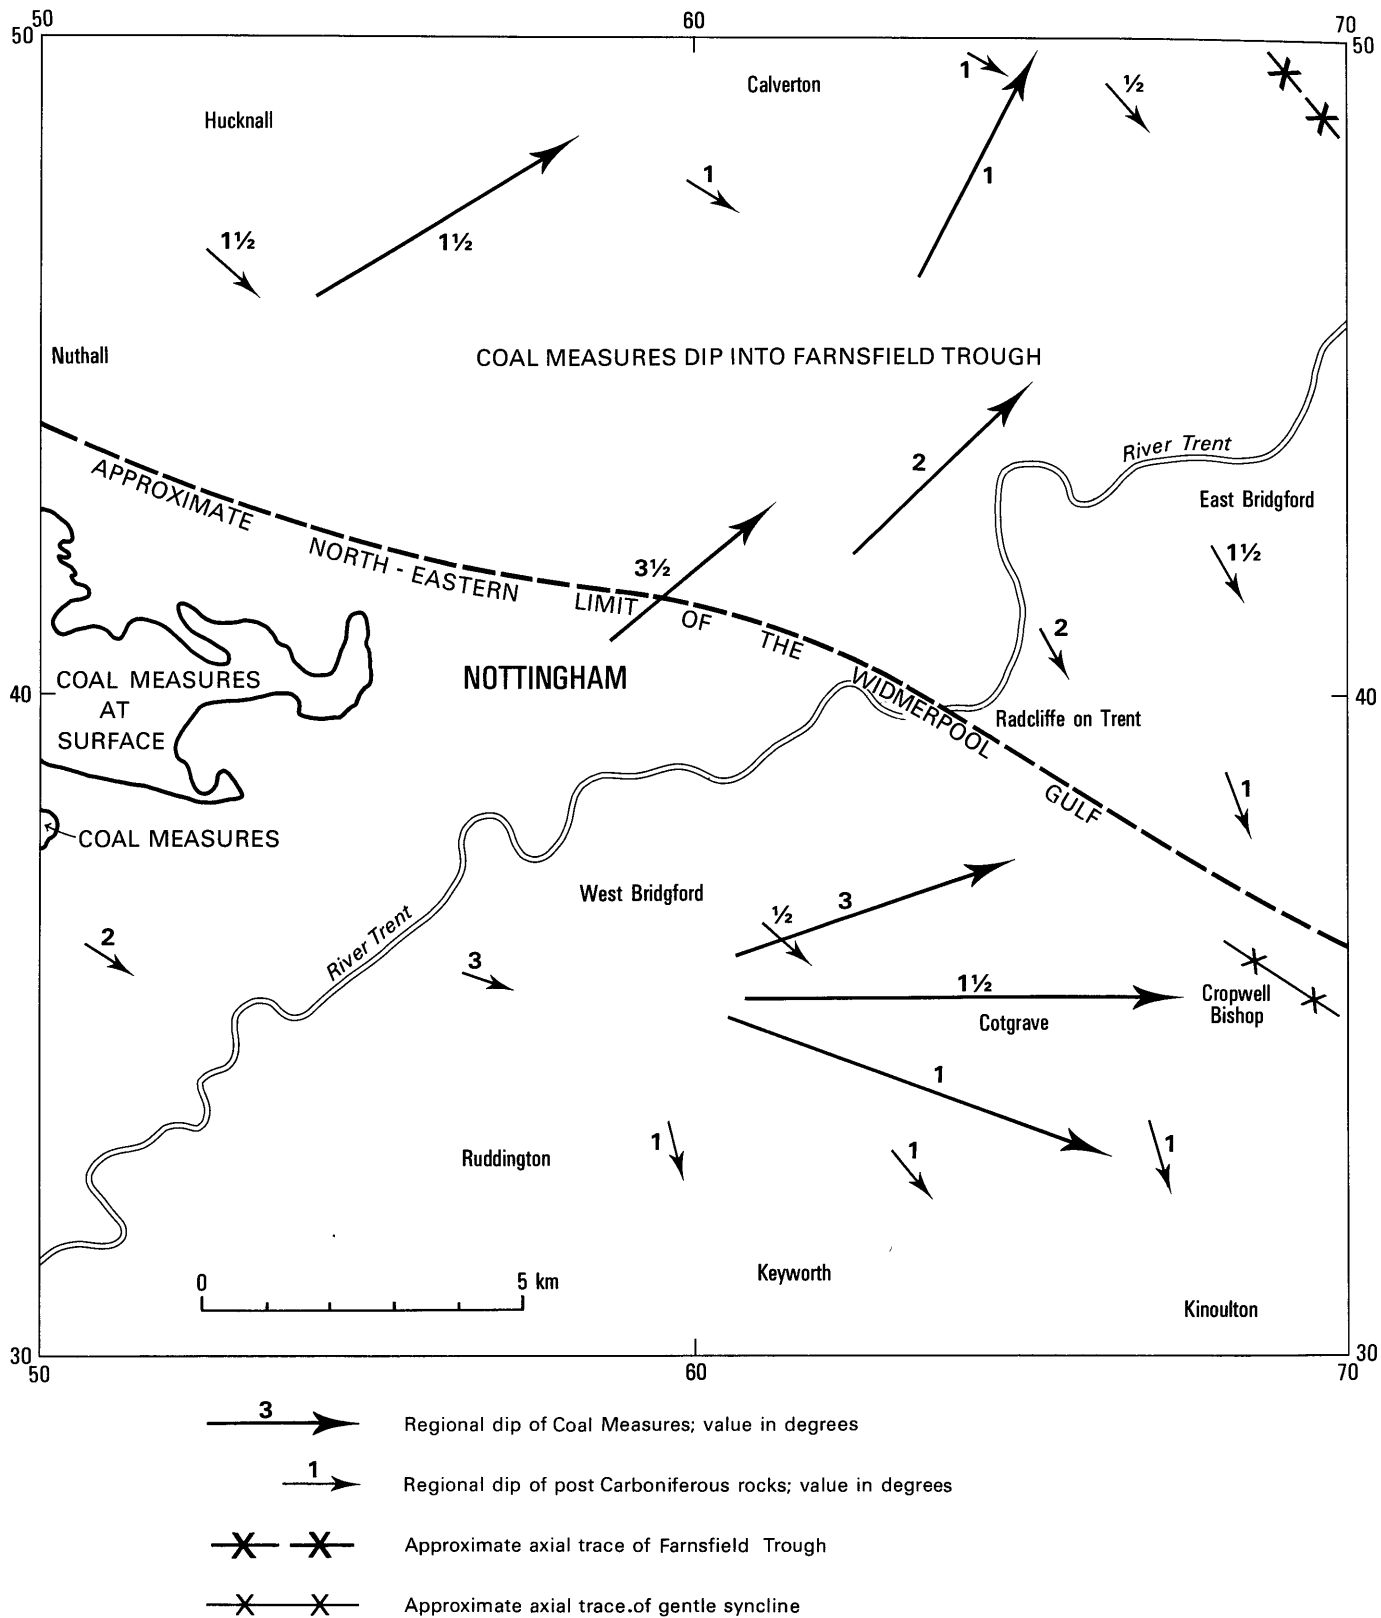 50
60
70
50
50
1
½
Calverton
Hucknall
1
1
1½
1½
Nuthall
COAL MEASURES DIP INTO FARNSFIELD TROUGH
River Trent
2
East Bridgford
APPROXIMATE NORTH - EASTERN LIMIT OF THE WIDMERPOOL GULF
3½
1½
2
NOTTINGHAM
COAL MEASURES
AT
SURFACE
40
40
Radcliffe on Trent
1
COAL MEASURES
West Bridgford
3
½
River Trent
2
3
1½
Cropwell
Bishop
Cotgrave
1
1
1
1
Ruddington
Keyworth
0
5 km
Kinoulton
30
30
50
60
70
3
Regional dip of Coal Measures; value in degrees
1
Regional dip of post Carboniferous rocks; value in degrees
Approximate axial trace of Farnsfield Trough
Approximate axial trace.of gentle syncline